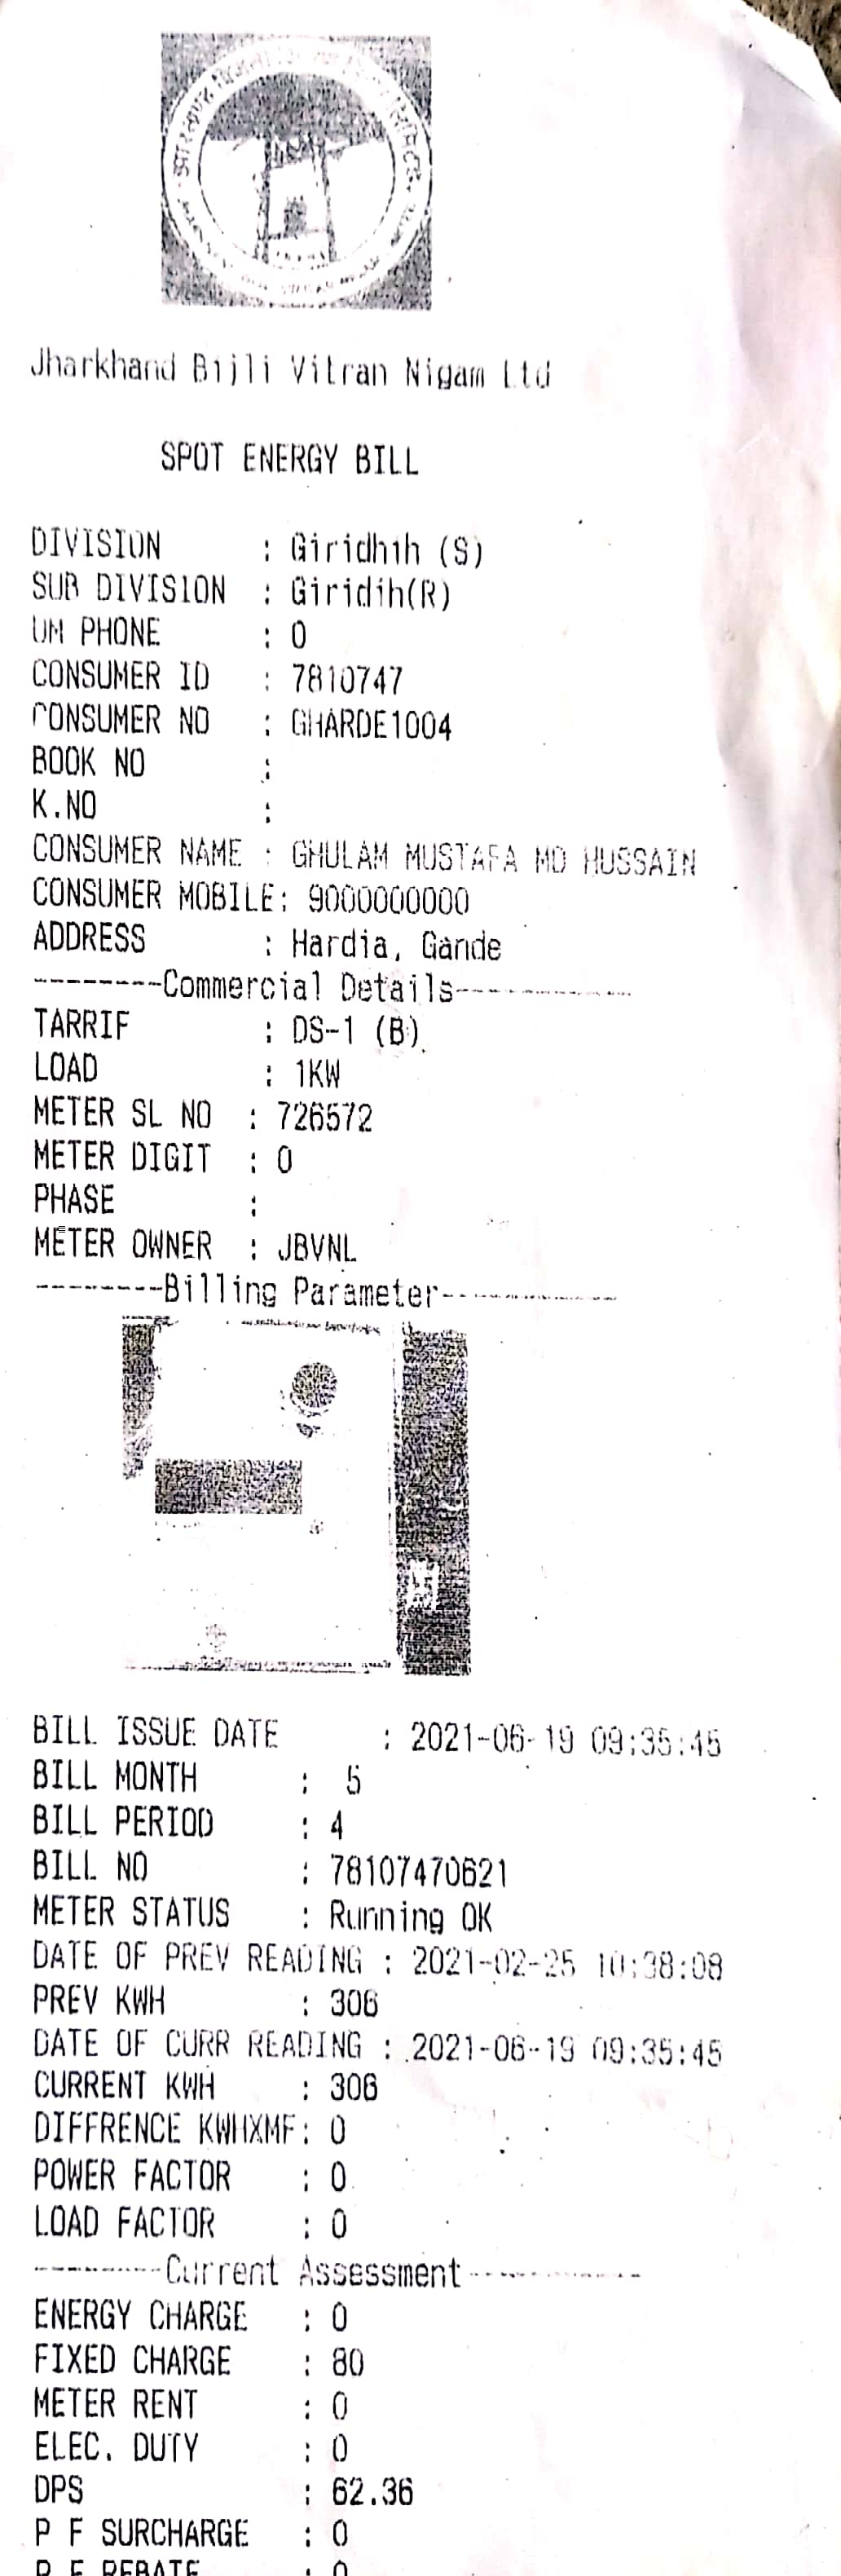 झारखण्ड बिजली
Jharkhand Bijli Vitran Nigam Ltd
SPOT ENERGY BILL
DIVISION : Giridhih (S)
SUB DIVISION : Giridih(R)
UM PHONE : 0
CONSUMER ID : 7810747
CONSUMER NO : GHARDE1004
BOOK NO :
K.NO :
CONSUMER NAME : GHULAM MUSTAFA MD HUSSAIN
CONSUMER MOBILE: 9000000000
ADDRESS : Hardia, Gande
--------Commercial Details--------------
TARRIF : DS-1 (B)
LOAD : 1KW
METER SL NO : 726572
METER DIGIT : 0
PHASE :
METER OWNER : JBVNL
--------Billing Parameter--------------
BILL ISSUE DATE : 2021-06-19 09:35:45
BILL MONTH : 5
BILL PERIOD : 4
BILL NO : 78107470621
METER STATUS : Running OK
DATE OF PREV READING : 2021-02-25 10:38:08
PREV KWH : 306
DATE OF CURR READING : 2021-06-19 09:35:45
CURRENT KWH : 306
DIFFRENCE KWHXMF: 0
POWER FACTOR : 0
LOAD FACTOR : 0
--------Current Assessment-------------
ENERGY CHARGE : 0
FIXED CHARGE : 80
METER RENT : 0
ELEC. DUTY : 0
DPS : 62.36
P F SURCHARGE : 0
P F REBATE : 0